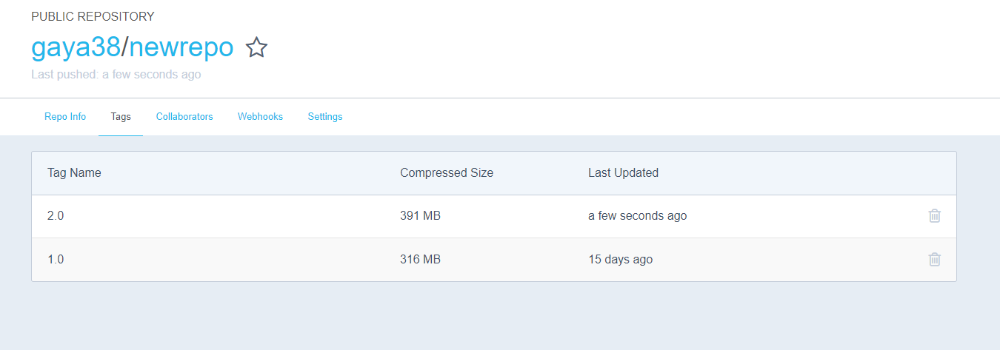 PUBLIC REPOSITORY
gaya38/newrepo
Last pushed: a few seconds ago
Repo Info Tags Collaborators Webhooks Settings
Tag Name Compressed Size Last Updated
2.0 391 MB a few seconds ago
1.0 316 MB 15 days ago